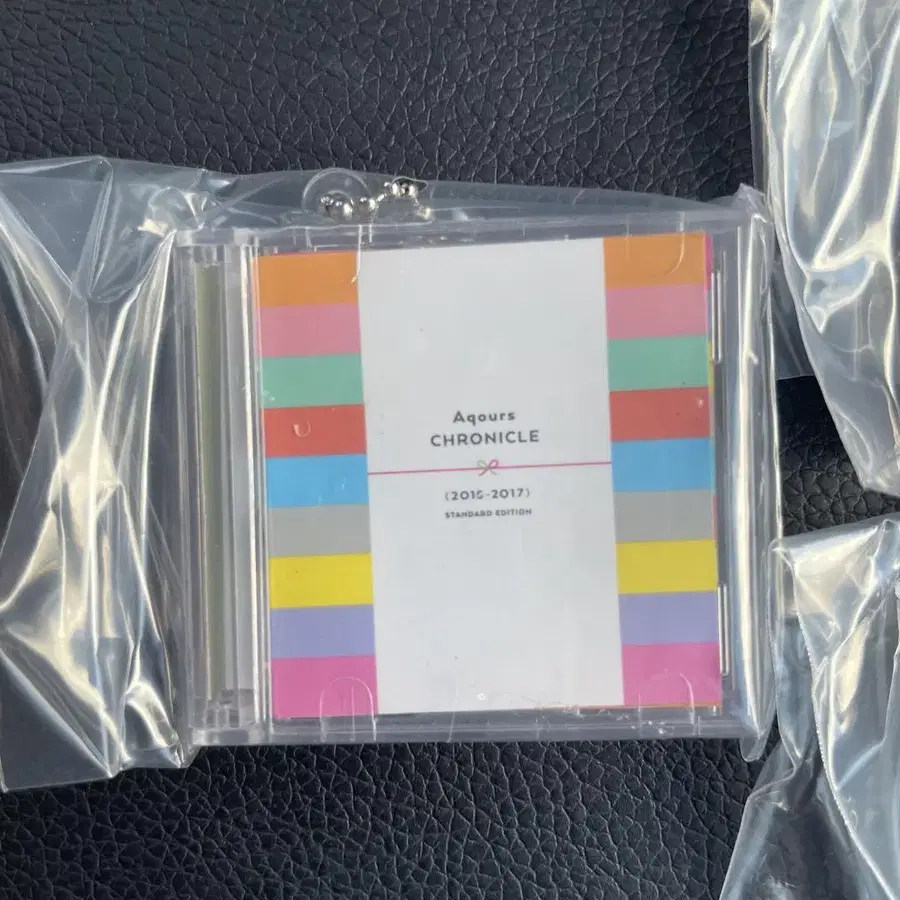 Aqours
CHRONICLE
(2015-2017)
STANDARD EDITION